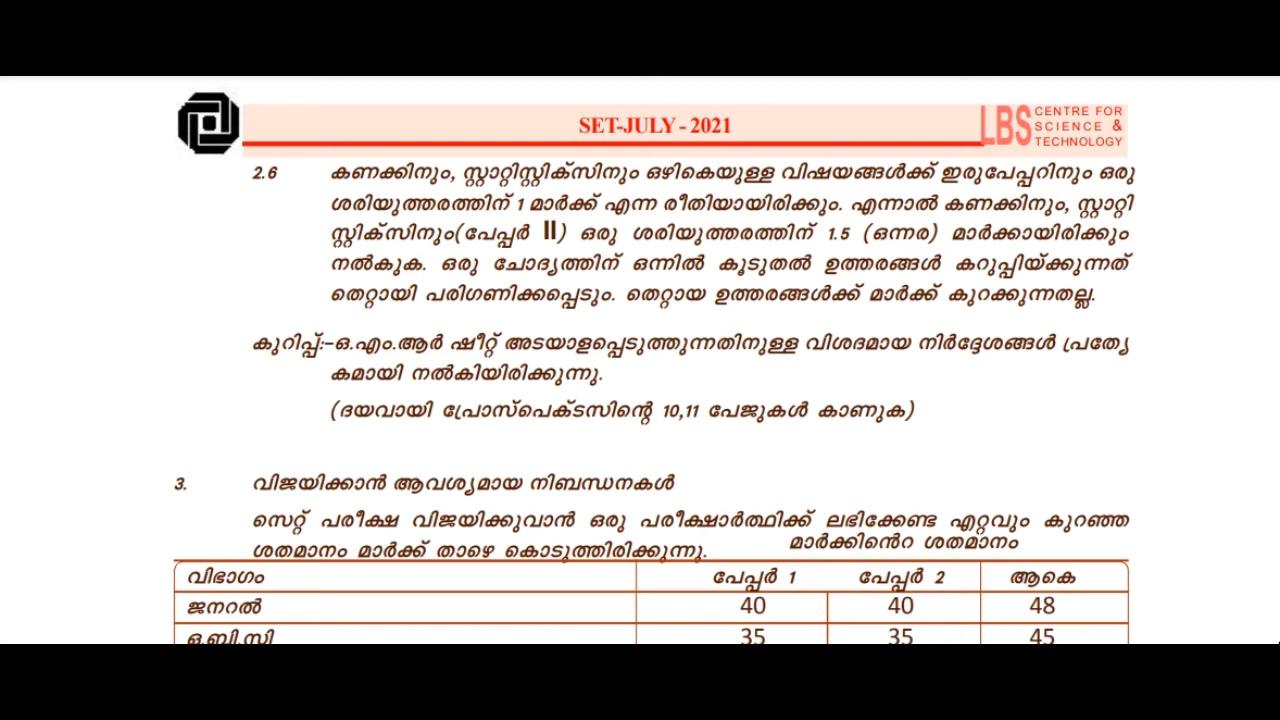 SET-JULY - 2021
LBS CENTRE FOR SCIENCE & TECHNOLOGY
2.6 കണക്കിനും, സ്റ്റാറ്റിസ്റ്റിക്സിനും ഒഴികെയുള്ള വിഷയങ്ങൾക്ക് ഇരുപേപ്പറിനും ഒരു
ശരിയുത്തരത്തിന് 1 മാർക്ക് എന്ന രീതിയായിരിക്കും. എന്നാൽ കണക്കിനും, സ്റ്റാറ്റി
സ്റ്റിക്സിനും(പേപ്പർ II) ഒരു ശരിയുത്തരത്തിന് 1.5 (ഒന്നര) മാർക്കായിരിക്കും
നൽകുക. ഒരു ചോദ്യത്തിന് ഒന്നിൽ കൂടുതൽ ഉത്തരങ്ങൾ കറുപ്പിയ്ക്കുന്നത്
തെറ്റായി പരിഗണിക്കപ്പെടും. തെറ്റായ ഉത്തരങ്ങൾക്ക് മാർക്ക് കുറക്കുന്നതല്ല.
കുറിപ്പ്:-ഒ.എം.ആർ ഷീറ്റ് അടയാളപ്പെടുത്തുന്നതിനുള്ള വിശദമായ നിർദ്ദേശങ്ങൾ പ്രത്യേ
കമായി നൽകിയിരിക്കുന്നു.
(ദയവായി പ്രോസ്പെക്ടസിന്റെ 10,11 പേജുകൾ കാണുക)
3. വിജയിക്കാൻ ആവശ്യമായ നിബന്ധനകൾ
സെറ്റ് പരീക്ഷ വിജയിക്കുവാൻ ഒരു പരീക്ഷാർത്ഥിക്ക് ലഭിക്കേണ്ട ഏറ്റവും കുറഞ്ഞ
ശതമാനം മാർക്ക് താഴെ കൊടുത്തിരിക്കുന്നു. മാർക്കിൻെറ ശതമാനം
വിഭാഗം പേപ്പർ 1 പേപ്പർ 2 ആകെ
ജനറൽ 40 40 48
ഒ.ബി.സി 35 35 45